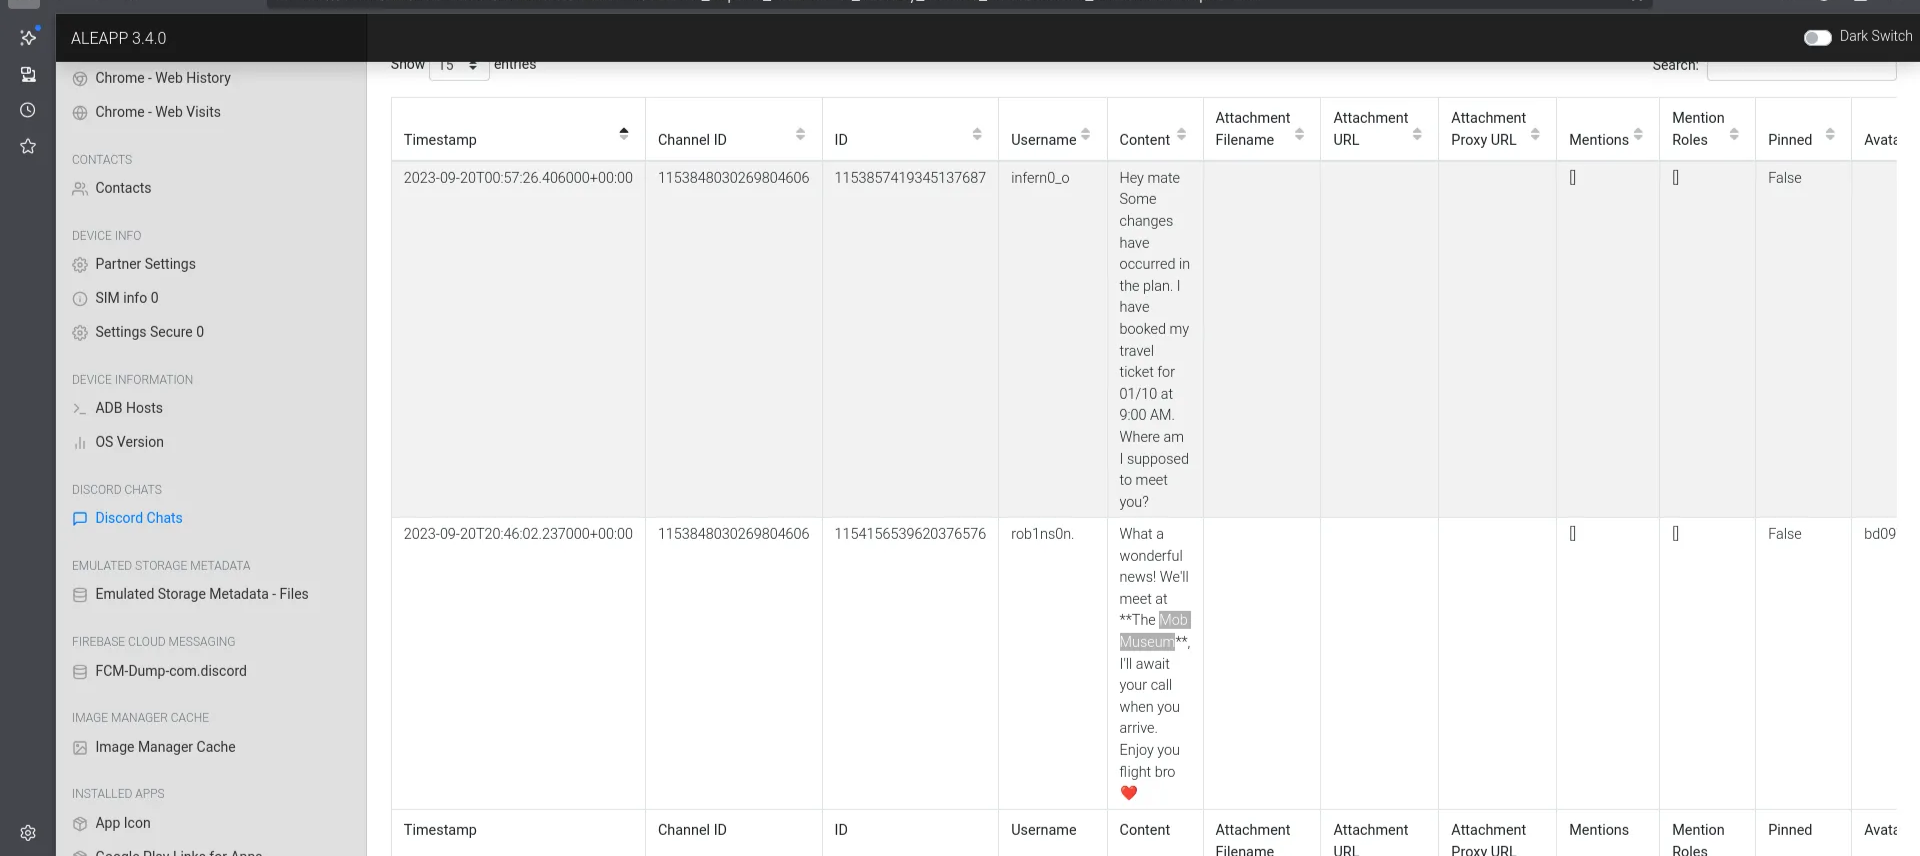 ALEAPP 3.4.0
Dark Switch
Chrome - Web History
Chrome - Web Visits
CONTACTS
Contacts
DEVICE INFO
Partner Settings
SIM info 0
Settings Secure 0
DEVICE INFORMATION
ADB Hosts
OS Version
DISCORD CHATS
Discord Chats
EMULATED STORAGE METADATA
Emulated Storage Metadata - Files
FIREBASE CLOUD MESSAGING
FCM-Dump-com.discord
IMAGE MANAGER CACHE
Image Manager Cache
INSTALLED APPS
App Icon
Google Play Links for Apps
Show 15 entries
Search:
Timestamp
Channel ID
ID
Username
Content
Attachment
Filename
Attachment
URL
Attachment
Proxy URL
Mentions
Mention
Roles
Pinned
Avata
2023-09-20T00:57:26.406000+00:00
1153848030269804606
1153857419345137687
infern0_o
Hey mate
Some
changes
have
occurred in
the plan. I
have
booked my
travel
ticket for
01/10 at
9:00 AM.
Where am
I supposed
to meet
you?
[]
[]
False
2023-09-20T20:46:02.237000+00:00
1153848030269804606
1154156539620376576
rob1ns0n.
What a
wonderful
news! We'll
meet at
**The Mob
Museum**,
I'll await
your call
when you
arrive.
Enjoy you
flight bro
❤️
[]
[]
False
bd09
Timestamp
Channel ID
ID
Username
Content
Attachment
Filename
Attachment
URL
Attachment
Proxy URL
Mentions
Mention
Roles
Pinned
Avata